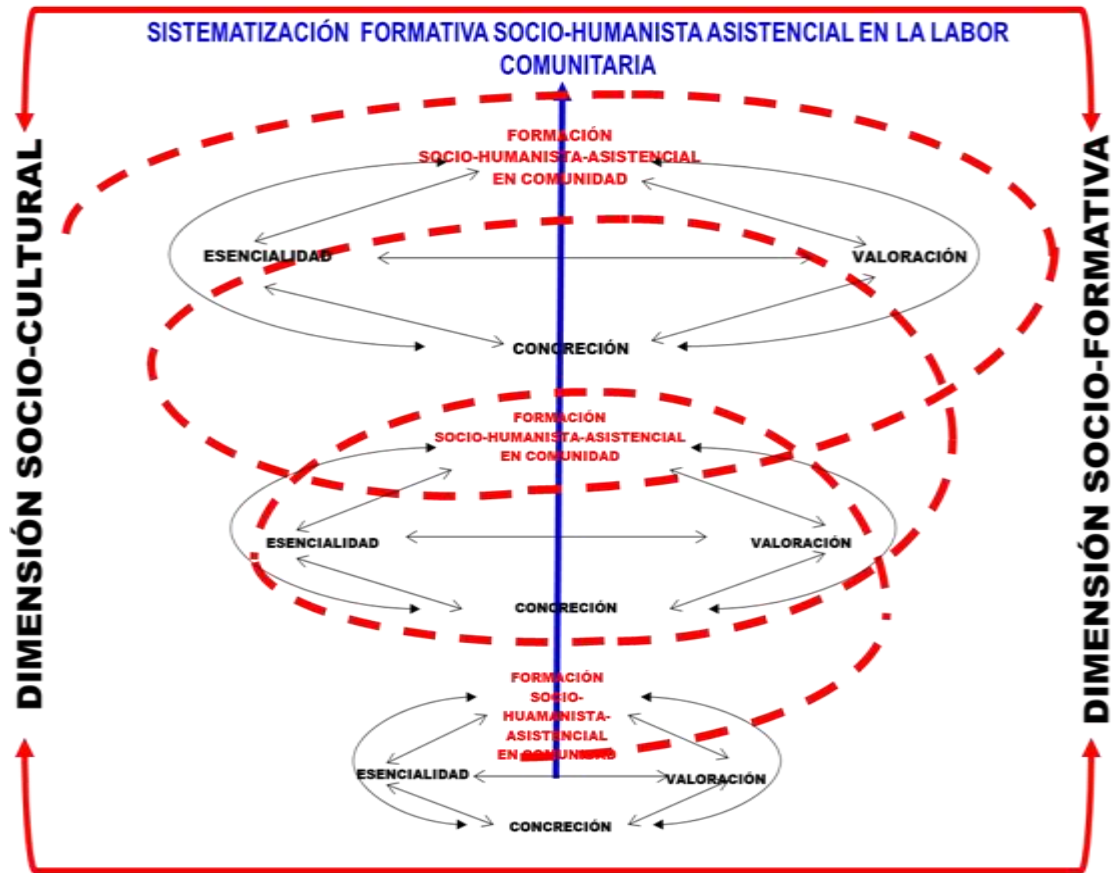 SISTEMATIZACIÓN FORMATIVA SOCIO-HUMANISTA ASISTENCIAL EN LA LABOR
COMUNITARIA
DIMENSIÓN SOCIO-CULTURAL
DIMENSIÓN SOCIO-FORMATIVA
FORMACIÓN
SOCIO-HUMANISTA-ASISTENCIAL
EN COMUNIDAD
ESENCIALIDAD
VALORACIÓN
CONCRECIÓN
FORMACIÓN
SOCIO-HUMANISTA-ASISTENCIAL
EN COMUNIDAD
ESENCIALIDAD
VALORACIÓN
CONCRECIÓN
FORMACIÓN
SOCIO-
HUAMANISTA-
ASISTENCIAL
EN COMUNIDAD
ESENCIALIDAD
VALORACIÓN
CONCRECIÓN